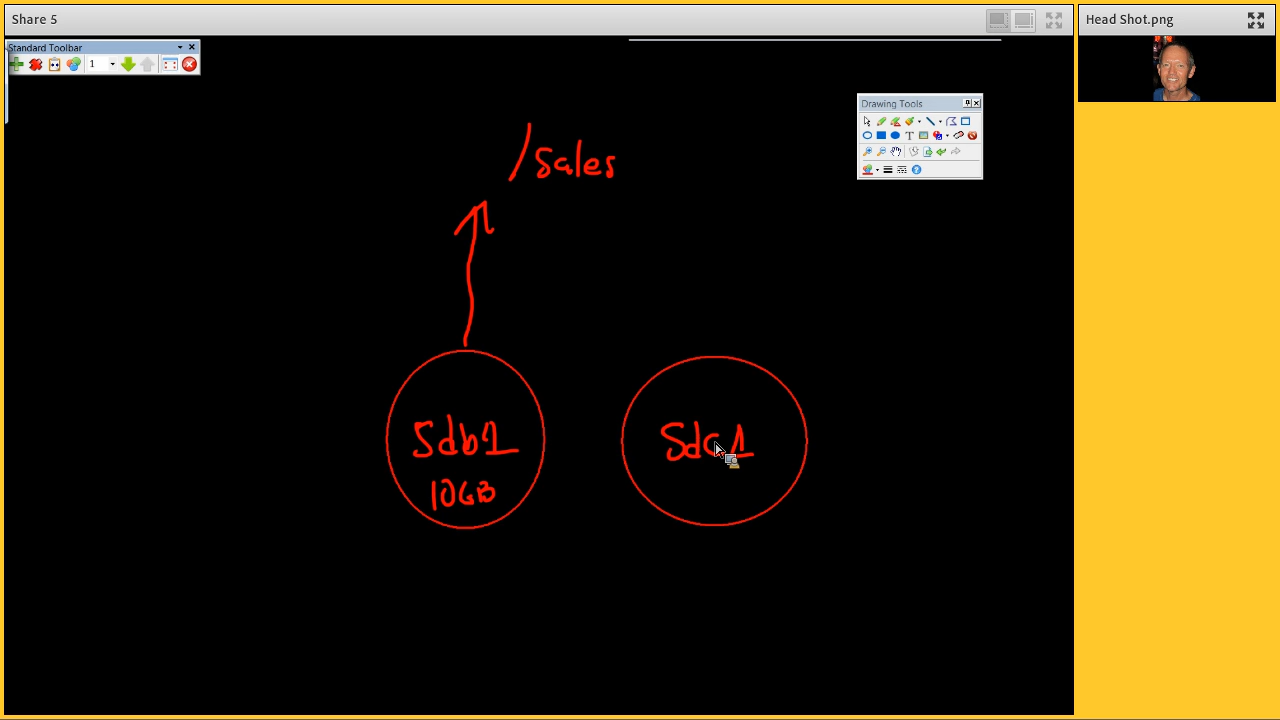 Share 5
Head Shot.png
Standard Toolbar
1
Drawing Tools
T
/Sales
Sdb1
10GB
Sdc1